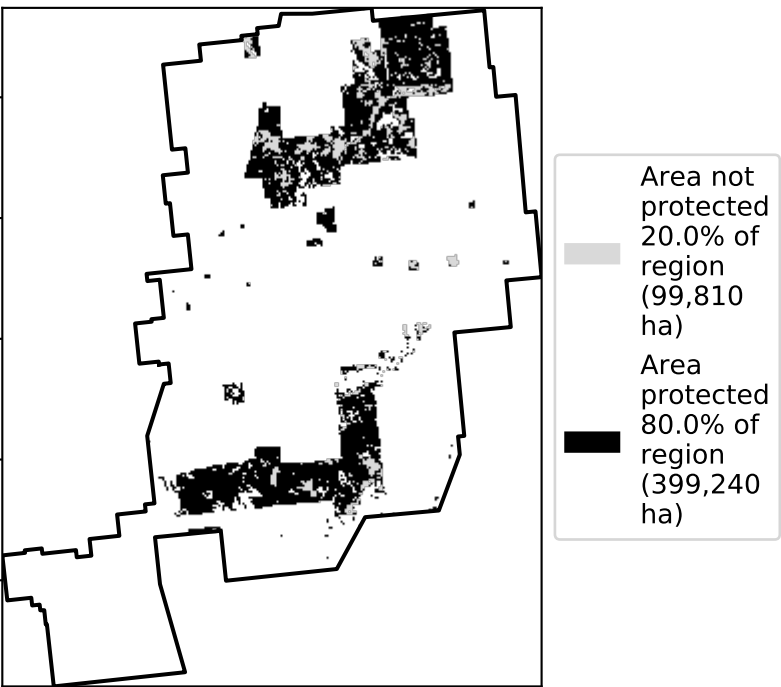 Area not
protected
20.0% of
region
(99,810
ha)
Area
protected
80.0% of
region
(399,240
ha)